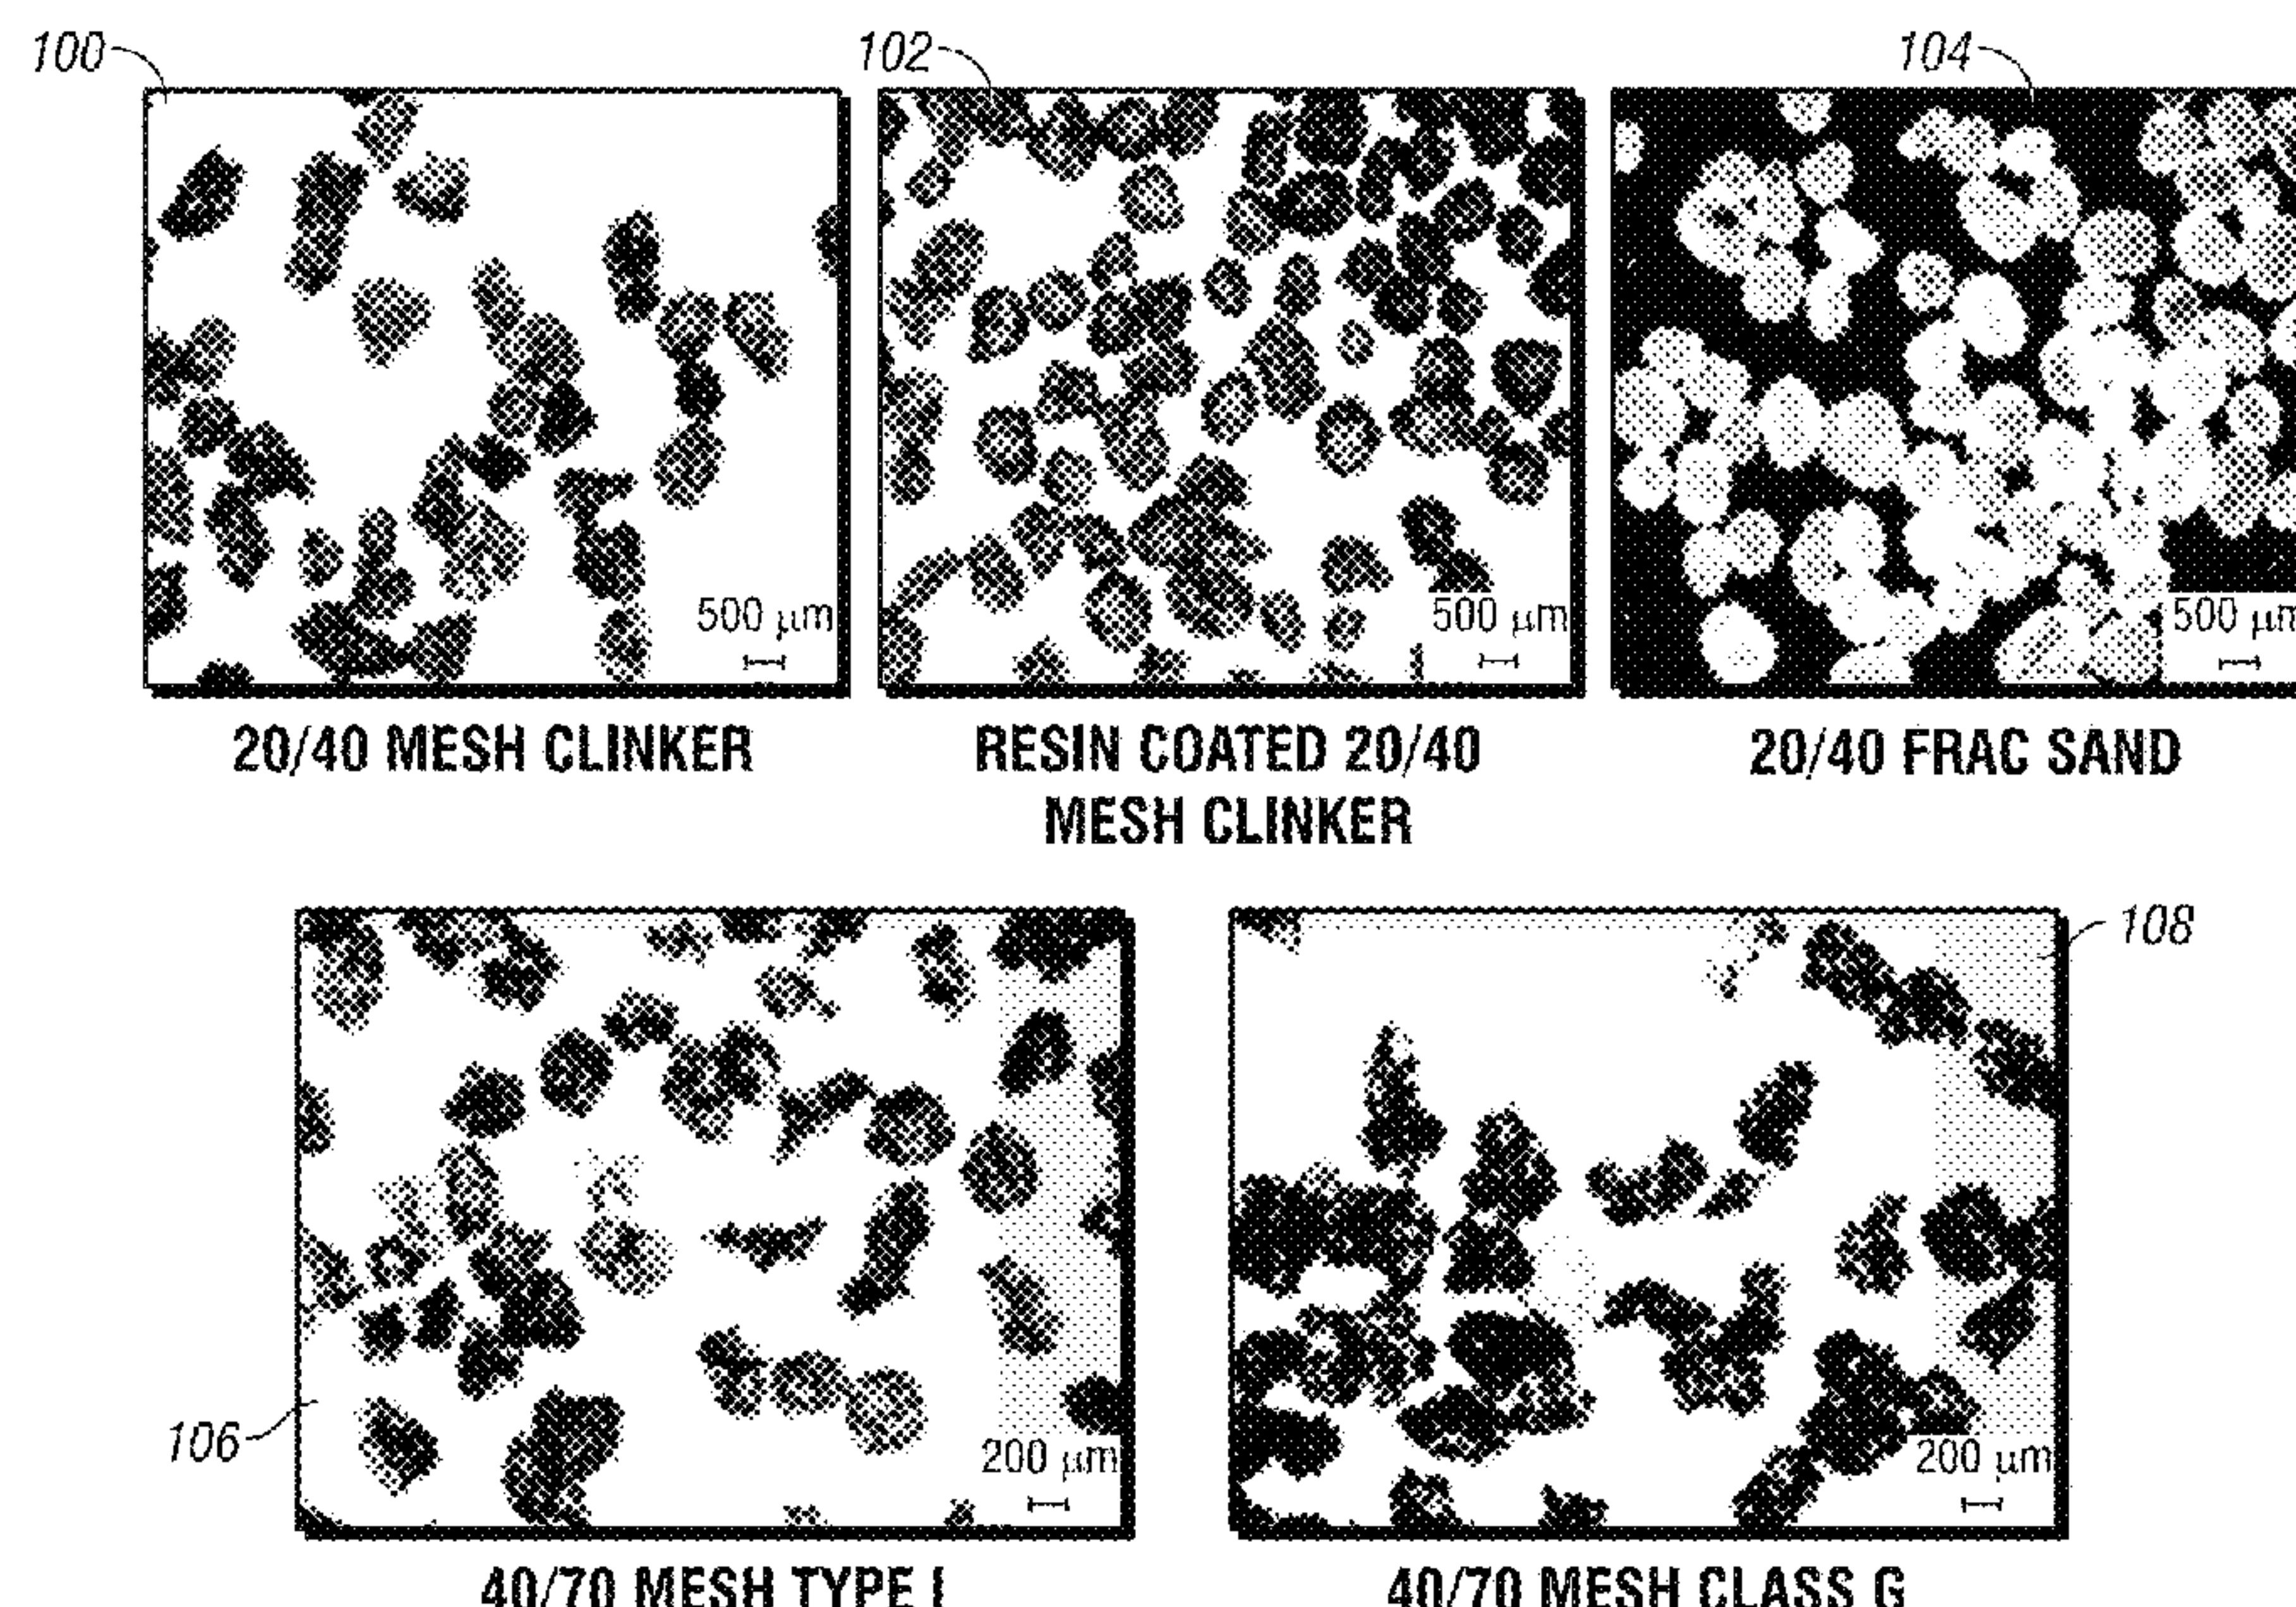 100
102
104
500 μm
500 μm
500 μm
20/40 MESH CLINKER
RESIN COATED 20/40
MESH CLINKER
20/40 FRAC SAND
108
106
200 μm
200 μm
40/70 MESH TYPE I
40/70 MESH CLASS G